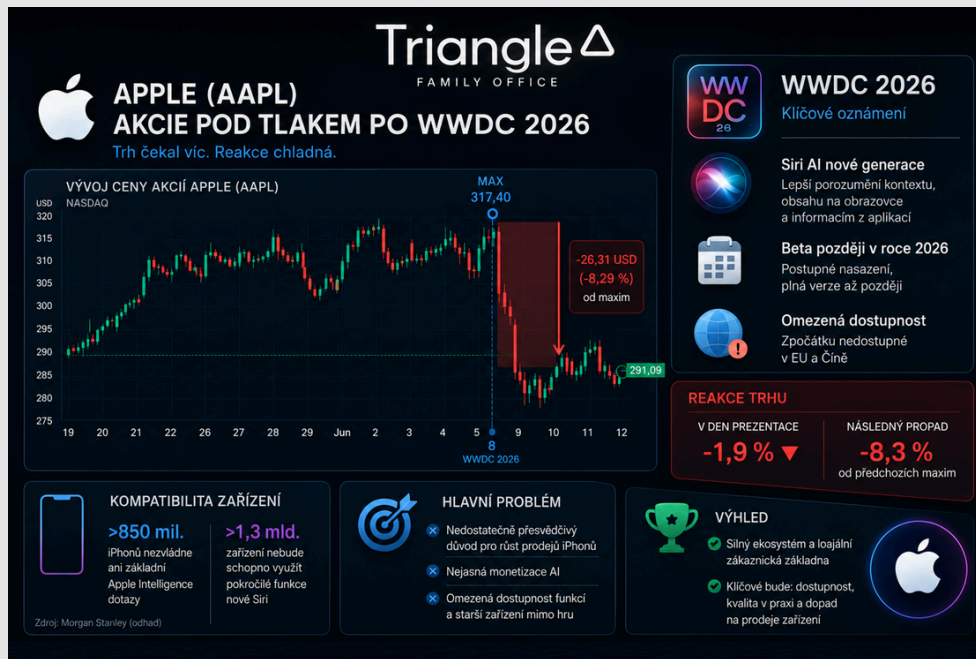 Triangle
FAMILY OFFICE
APPLE (AAPL)
AKCIE POD TLAKEM PO WWDC 2026
Trh čekal víc. Reakce chladná.
VÝVOJ CENY AKCIÍ APPLE (AAPL)
NASDAQ
USD
320
315
310
305
300
295
290
285
280
275
MAX
317,40
-26,31 USD
(-8,29 %)
od maxim
291,09
19
20
21
22
26
27
28
29
Jun
2
3
4
5
8
9
10
11
12
WWDC 2026
WW
DC
26
WWDC 2026
Klíčové oznámení
Siri AI nové generace
Lepší porozumění kontextu,
obsahu na obrazovce
a informacím z aplikací
Beta později v roce 2026
Postupné nasazení,
plná verze až později
Omezená dostupnost
Zpočátku nedostupné
v EU a Číně
REAKCE TRHU
V DEN PREZENTACE
-1,9 % ▼
NÁSLEDNÝ PROPAD
-8,3 %
od předchozích maxim
KOMPATIBILITA ZAŘÍZENÍ
>850 mil.
iPhonů nezvládne
ani základní
Apple Intelligence
dotazy
>1,3 mld.
zařízení nebude
schopno využít
pokročilé funkce
nové Siri
Zdroj: Morgan Stanley (odhad)
HLAVNÍ PROBLÉM
Nedostatečně přesvědčivý
důvod pro růst prodejů iPhonů
Nejasná monetizace AI
Omezená dostupnost funkcí
a starší zařízení mimo hru
VÝHLED
Silný ekosystém a loajální
zákaznická základna
Klíčové bude: dostupnost,
kvalita v praxi a dopad
na prodeje zařízení